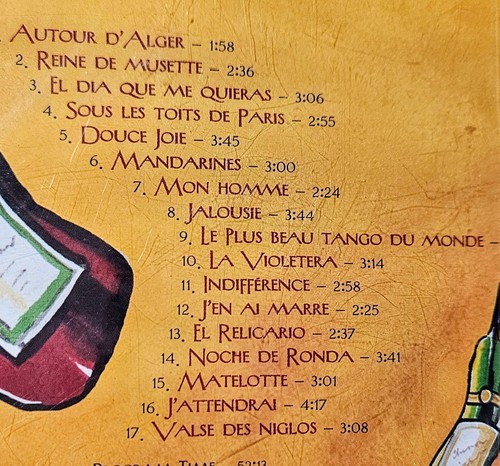 . Autour d'Alger – 1:58
2. Reine de musette – 2:36
3. El dia que me quieras – 3:06
4. Sous les toits de Paris – 2:55
5. Douce Joie – 3:45
6. Mandarines – 3:00
7. Mon homme – 2:24
8. Jalousie – 3:44
9. Le plus beau tango du monde –
10. La Violetera – 3:14
11. Indifférence – 2:58
12. J'en ai marre – 2:25
13. El Relicario – 2:37
14. Noche de Ronda – 3:41
15. Matelotte – 3:01
16. J'attendrai – 4:17
17. Valse des niglos – 3:08
Time – 52:13